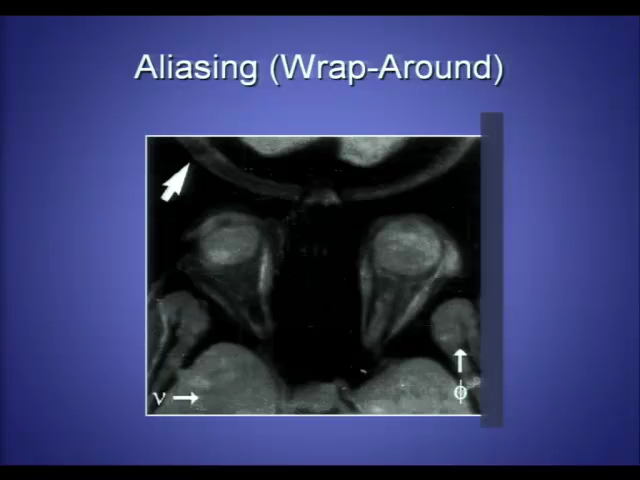 Aliasing (Wrap-Around)
ν →
↑
ϕ